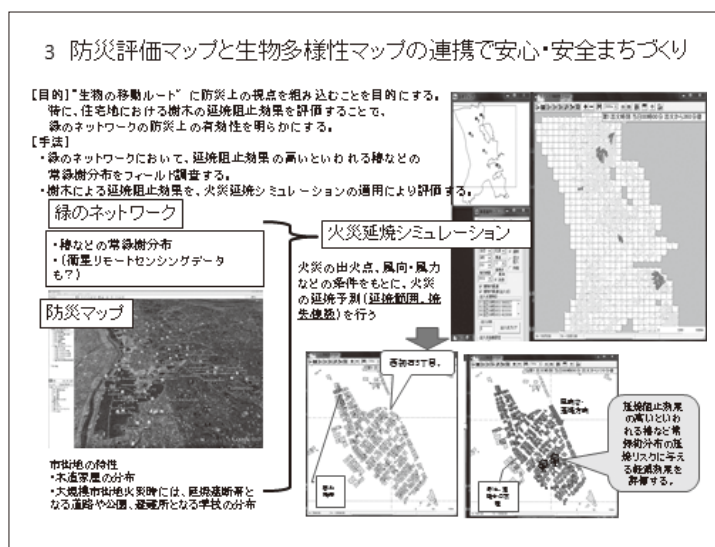 3 防災評価マップと生物多様性マップの連携で安心・安全まちづくり
【目的】"生物の移動ルート"に防災上の視点を組み込むことを目的にする。
特に、住宅地における樹木の延焼阻止効果を評価することで、
緑のネットワークの防災上の有効性を明らかにする。
【手法】
・緑のネットワークにおいて、延焼阻止効果の高いといわれる椿などの
常緑樹分布をフィールド調査する。
・樹木による延焼阻止効果を、火災延焼シミュレーションの適用により評価する。
緑のネットワーク
・椿などの常緑樹分布
・(衛星リモートセンシングデータ
も?)
防災マップ
市街地の特性
・木造家屋の分布
・大規模市街地火災時には、延焼遮断帯と
なる道路や公園、避難所となる学校の分布
火災延焼シミュレーション
火災の出火点、風向・風力
などの条件をもとに、火災
の延焼予測(延焼範囲、焼
失棟数)を行う
延焼阻止効果
の高いといわ
れる椿など常
緑樹分布の延
焼リスクに与え
る軽減効果を
評価する。